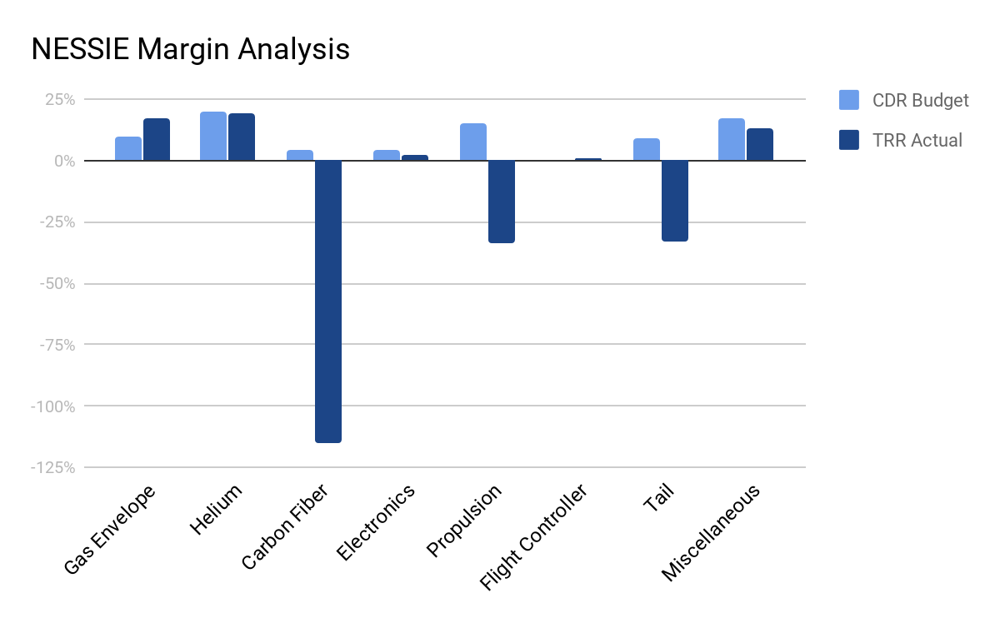 NESSIE Margin Analysis
25%
0%
-25%
-50%
-75%
-100%
-125%
CDR Budget
TRR Actual
Gas Envelope
Helium
Carbon Fiber
Electronics
Propulsion
Flight Controller
Tail
Miscellaneous